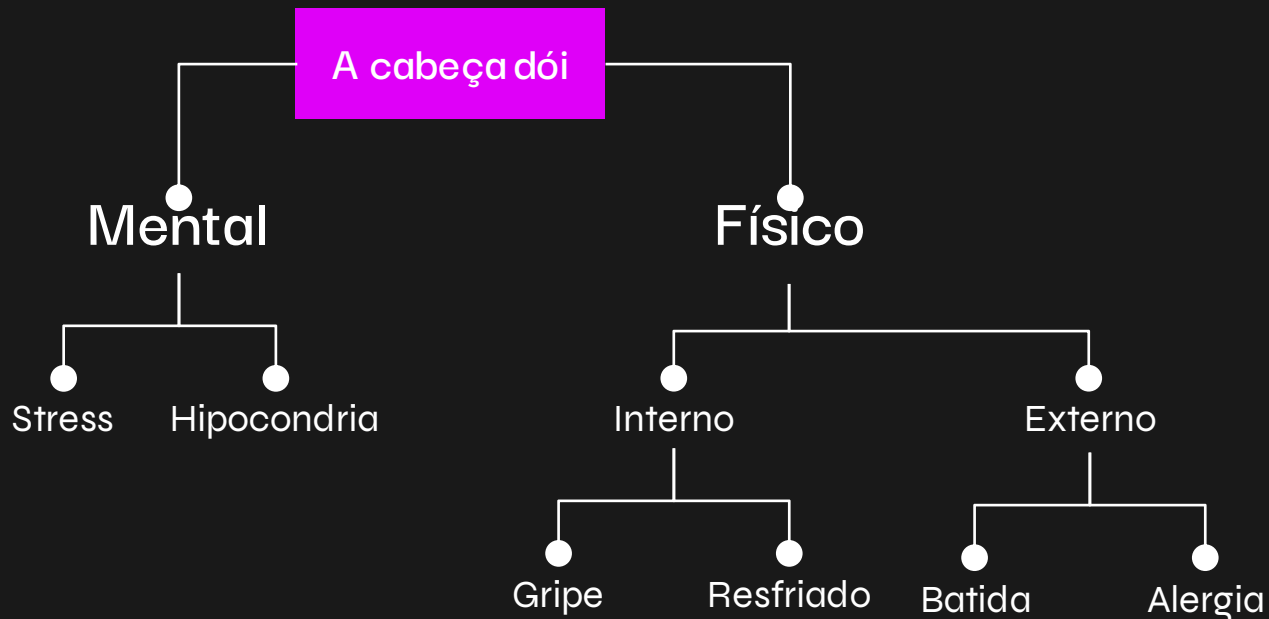 A cabeça dói
Mental
Físico
Stress
Hipocondria
Interno
Externo
Gripe
Resfriado
Batida
Alergia